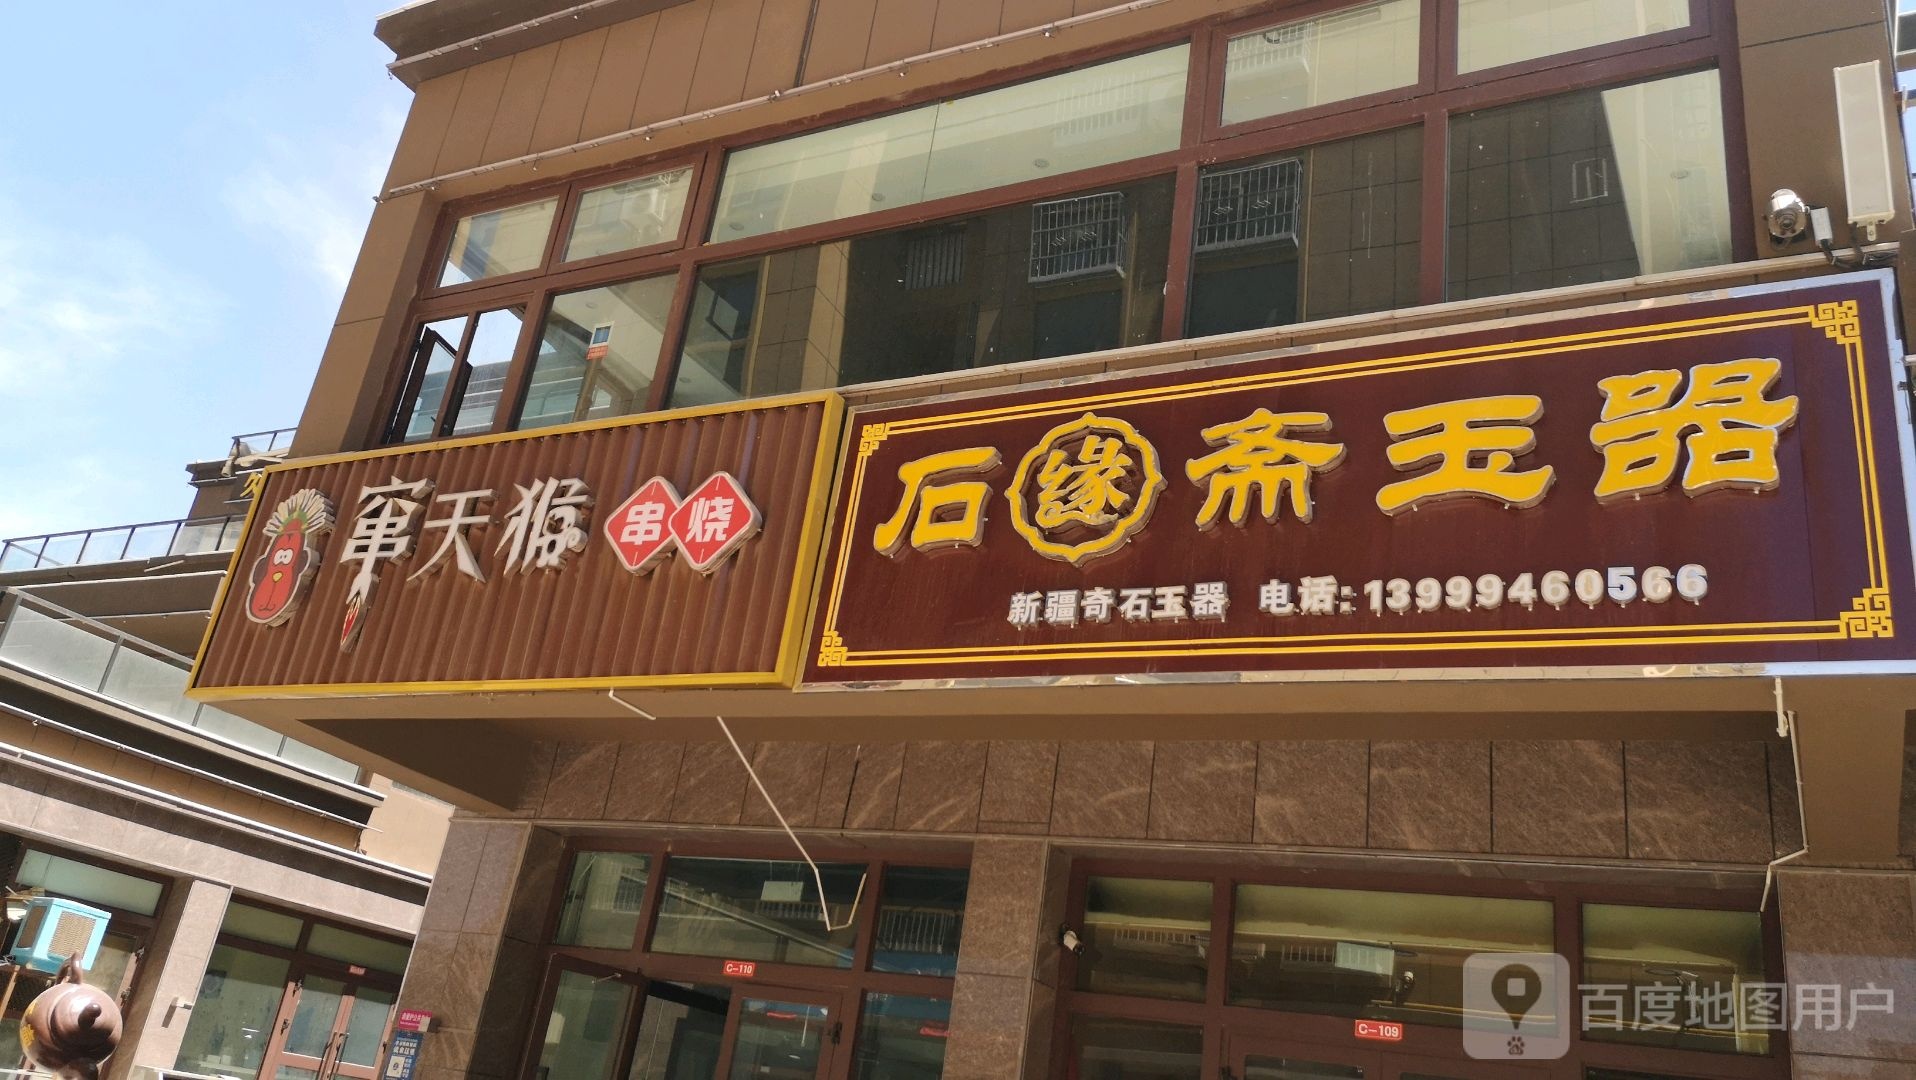 窜天猴 串烧
石缘斋玉器
新疆奇石玉器 电话:13999460566
C-110
C-109
百度地图用户